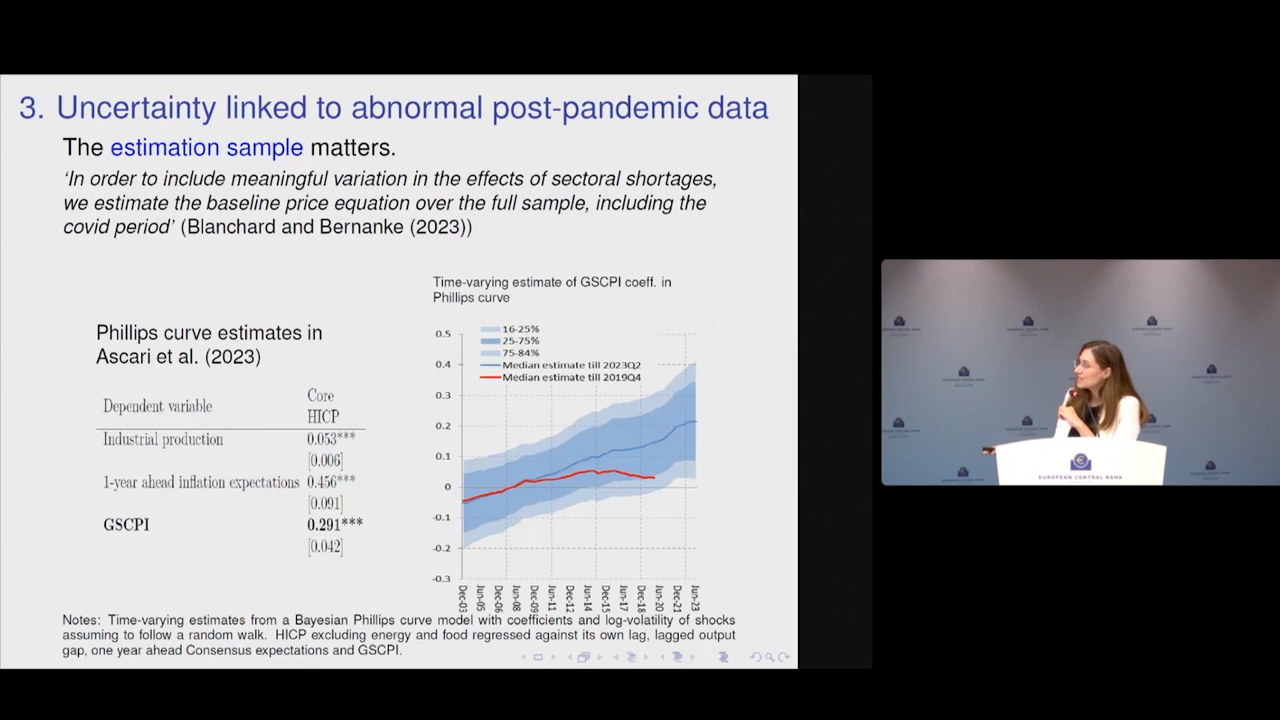 3. Uncertainty linked to abnormal post-pandemic data
The estimation sample matters.
‘In order to include meaningful variation in the effects of sectoral shortages,
we estimate the baseline price equation over the full sample, including the
covid period’ (Blanchard and Bernanke (2023))
Phillips curve estimates in
Ascari et al. (2023)
Dependent variable Core
HICP
Industrial production 0.053***
[0.006]
1-year ahead inflation expectations 0.456***
[0.091]
GSCPI 0.291***
[0.042]
Time-varying estimate of GSCPI coeff. in
Phillips curve
16-25%
25-75%
75-84%
Median estimate till 2023Q2
Median estimate till 2019Q4
0.5
0.4
0.3
0.2
0.1
0
-0.1
-0.2
-0.3
Dec-03 Jun-05 Dec-06 Jun-08 Dec-09 Jun-11 Dec-12 Jun-14 Dec-15 Jun-17 Dec-18 Jun-20 Dec-21 Jun-23
Notes: Time-varying estimates from a Bayesian Phillips curve model with coefficients and log-volatility of shocks
assuming to follow a random walk. HICP excluding energy and food regressed against its own lag, lagged output
gap, one year ahead Consensus expectations and GSCPI.
EUROPEAN CENTRAL BANK